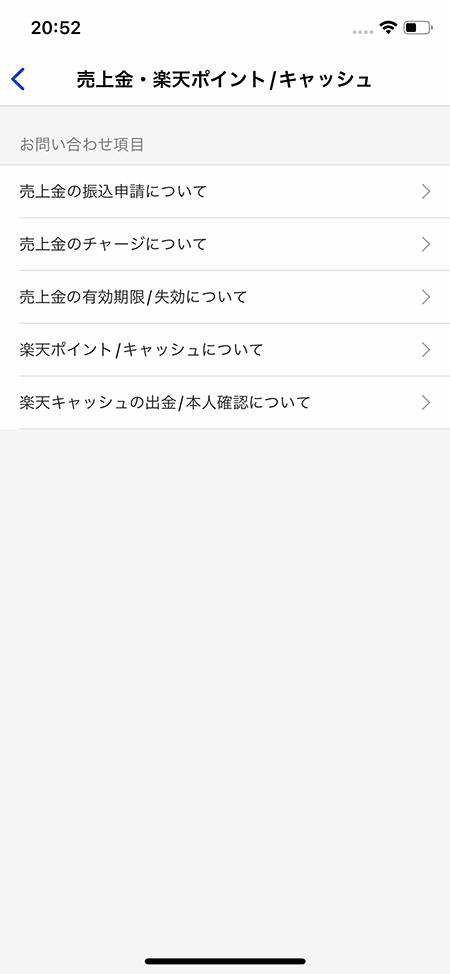 20:52
売上金・楽天ポイント/キャッシュ
お問い合わせ項目
売上金の振込申請について
売上金のチャージについて
売上金の有効期限/失効について
楽天ポイント/キャッシュについて
楽天キャッシュの出金/本人確認について